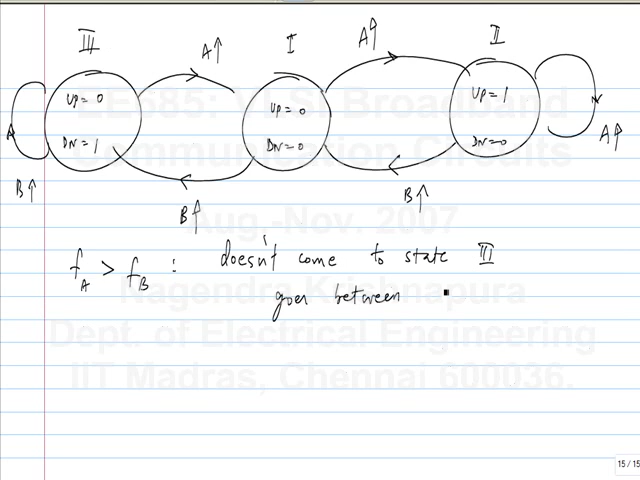 III I II
A↑ A↑
UP = 0 UP = 0 UP = 1
DN = 1 DN = 0 DN = 0
A↑
B↑ B↑ B↑
EE685: VLSI Broadband
Communication Circuits
Aug.-Nov. 2007
Nagendra Krishnapura
Dept. of Electrical Engineering
IIT Madras, Chennai 600036.
f_A > f_B : doesn't come to state III
goes between
15 / 15